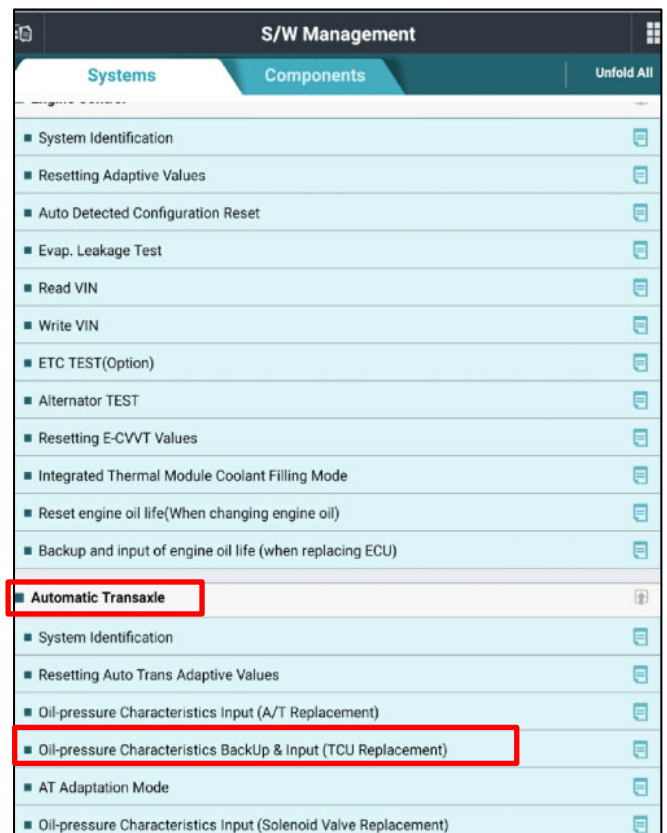 S/W Management
Systems
Components
Unfold All
Engine Control
System Identification
Resetting Adaptive Values
Auto Detected Configuration Reset
Evap. Leakage Test
Read VIN
Write VIN
ETC TEST(Option)
Alternator TEST
Resetting E-CVVT Values
Integrated Thermal Module Coolant Filling Mode
Reset engine oil life(When changing engine oil)
Backup and input of engine oil life (when replacing ECU)
Automatic Transaxle
System Identification
Resetting Auto Trans Adaptive Values
Oil-pressure Characteristics Input (A/T Replacement)
Oil-pressure Characteristics BackUp & Input (TCU Replacement)
AT Adaptation Mode
Oil-pressure Characteristics Input (Solenoid Valve Replacement)